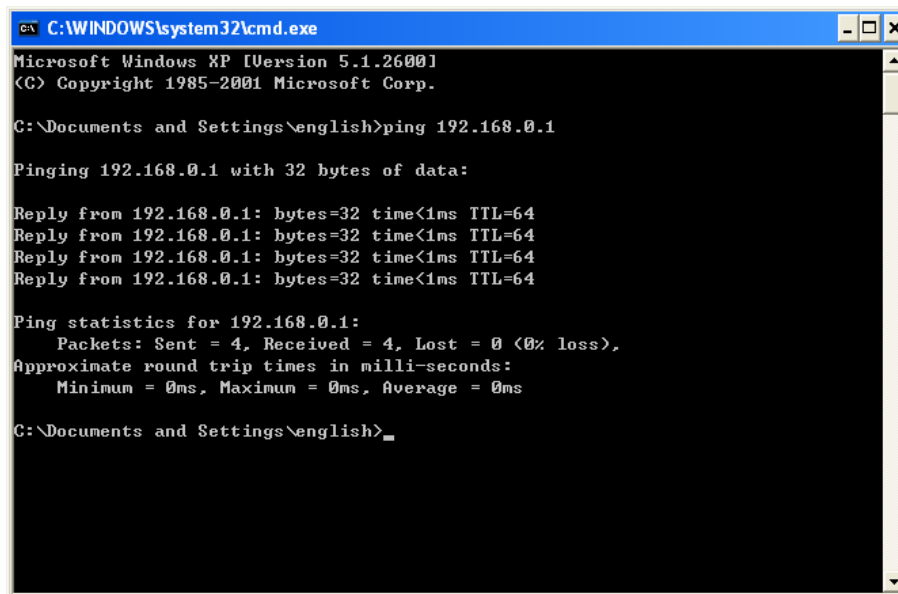 C:\WINDOWS\system32\cmd.exe
Microsoft Windows XP [Version 5.1.2600]
(C) Copyright 1985-2001 Microsoft Corp.
C:\Documents and Settings\english>ping 192.168.0.1
Pinging 192.168.0.1 with 32 bytes of data:
Reply from 192.168.0.1: bytes=32 time<1ms TTL=64
Reply from 192.168.0.1: bytes=32 time<1ms TTL=64
Reply from 192.168.0.1: bytes=32 time<1ms TTL=64
Reply from 192.168.0.1: bytes=32 time<1ms TTL=64
Ping statistics for 192.168.0.1:
    Packets: Sent = 4, Received = 4, Lost = 0 (0% loss),
Approximate round trip times in milli-seconds:
    Minimum = 0ms, Maximum = 0ms, Average = 0ms
C:\Documents and Settings\english>_